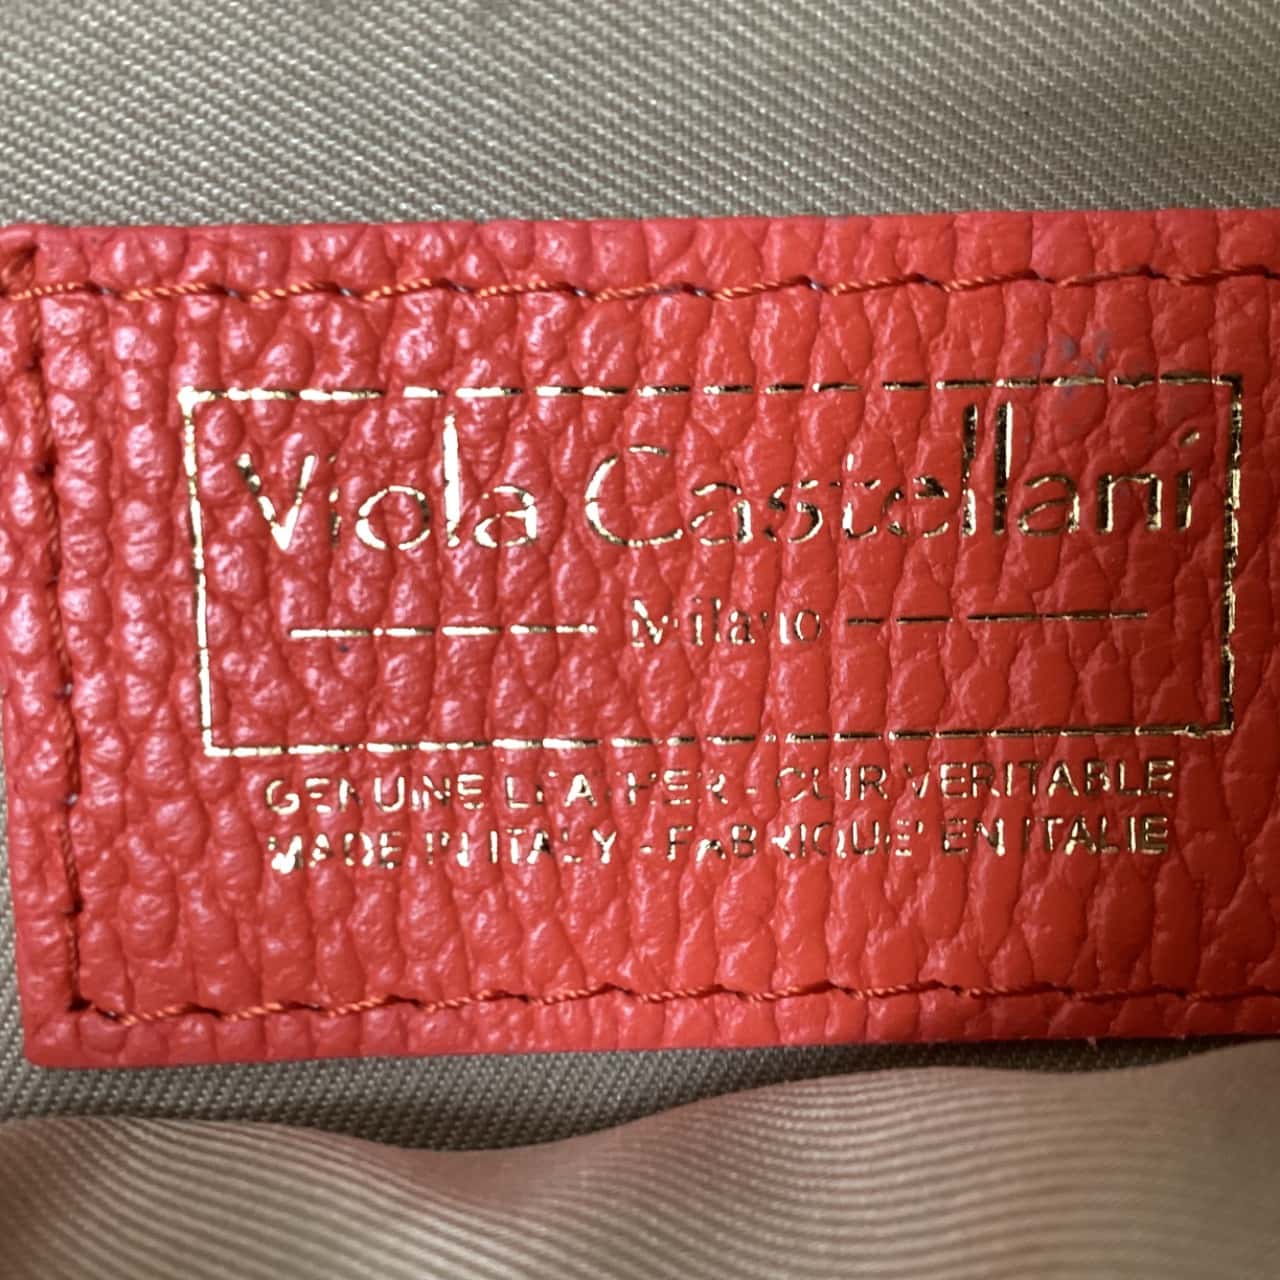 Viola Castellani
Milano
GENUINE LEATHER - CUIR VERITABLE
MADE IN ITALY - FABRIQUE' EN ITALIE